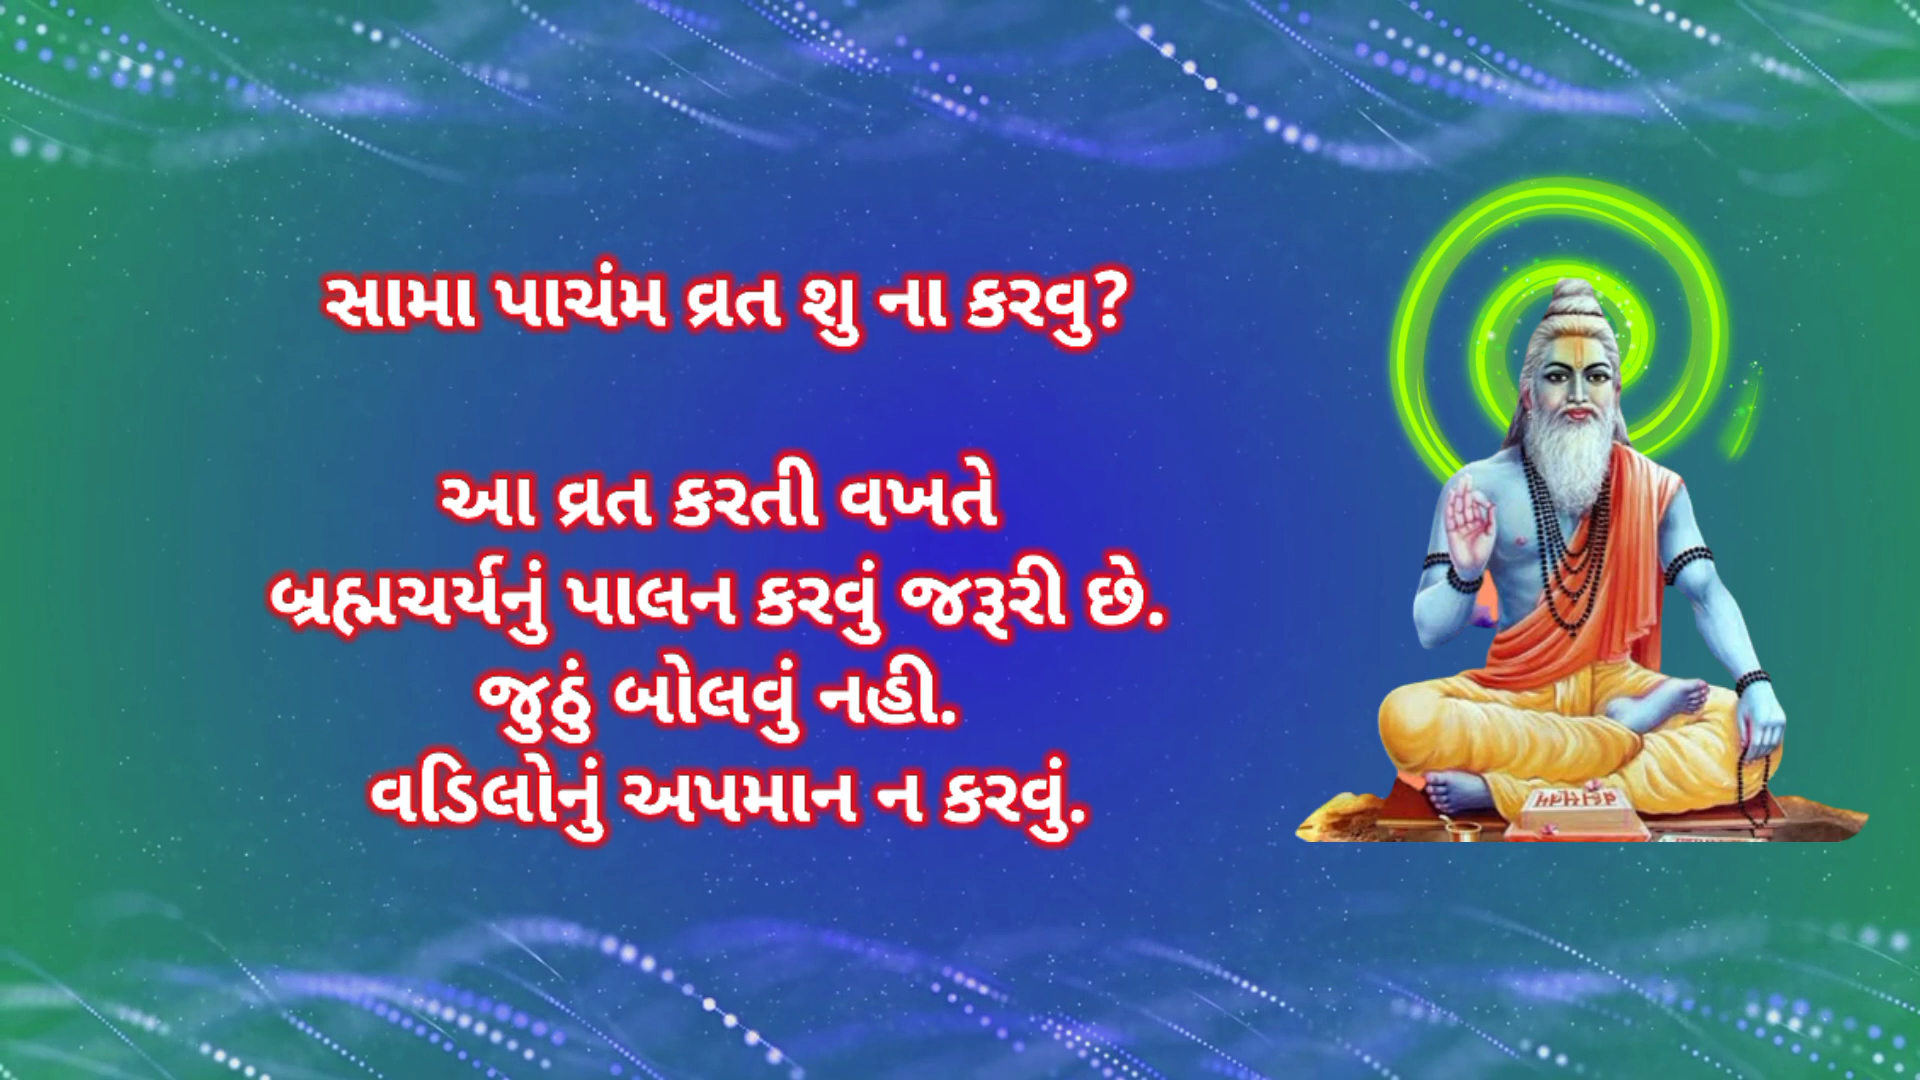 સામા પાચંમ વ્રત શુ ના કરવુ?
આ વ્રત કરતી વખતે
બ્રહ્મચર્યનું પાલન કરવું જરૂરી છે.
જુઠું બોલવું નહી.
વડિલોનું અપમાન ન કરવું.